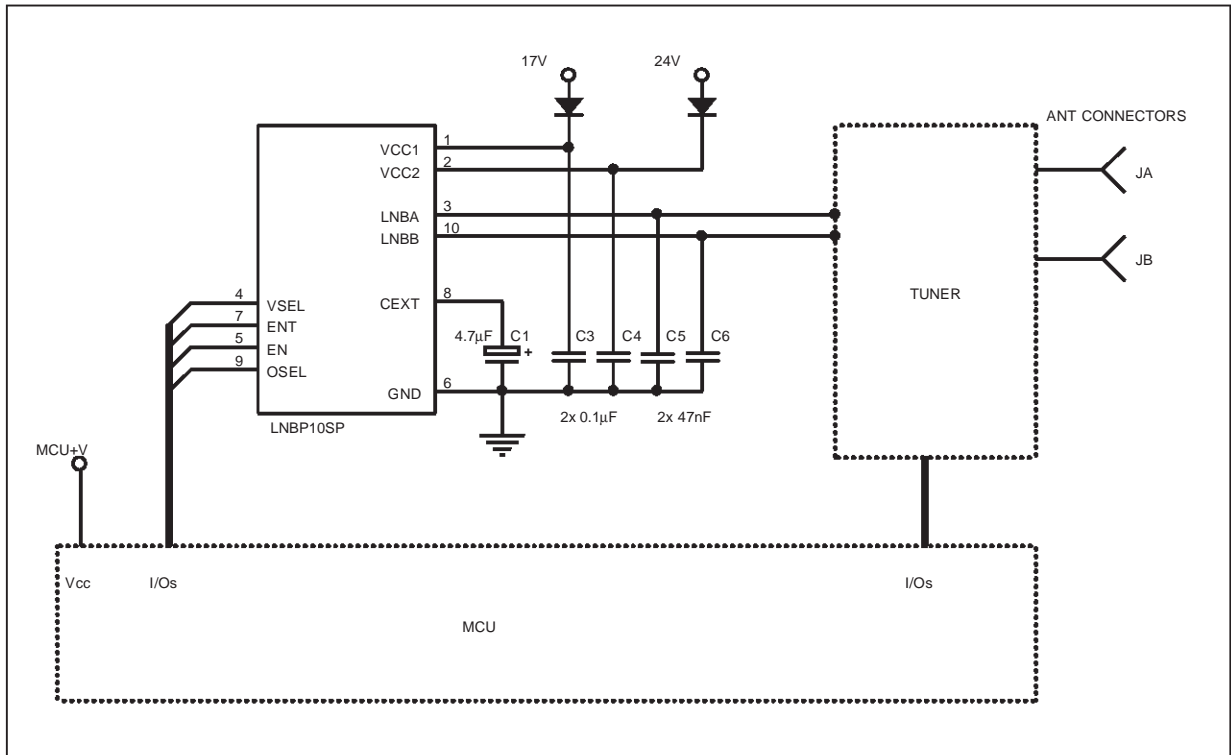 17V
24V
ANT CONNECTORS
VCC1
1
VCC2
2
JA
LNBA
3
LNBB
10
JB
TUNER
4
VSEL
CEXT
8
7
ENT
4.7μF
C1
+
C3
C4
C5
C6
5
EN
9
OSEL
GND
6
2x 0.1μF
2x 47nF
LNBP10SP
MCU+V
Vcc
I/Os
I/Os
MCU